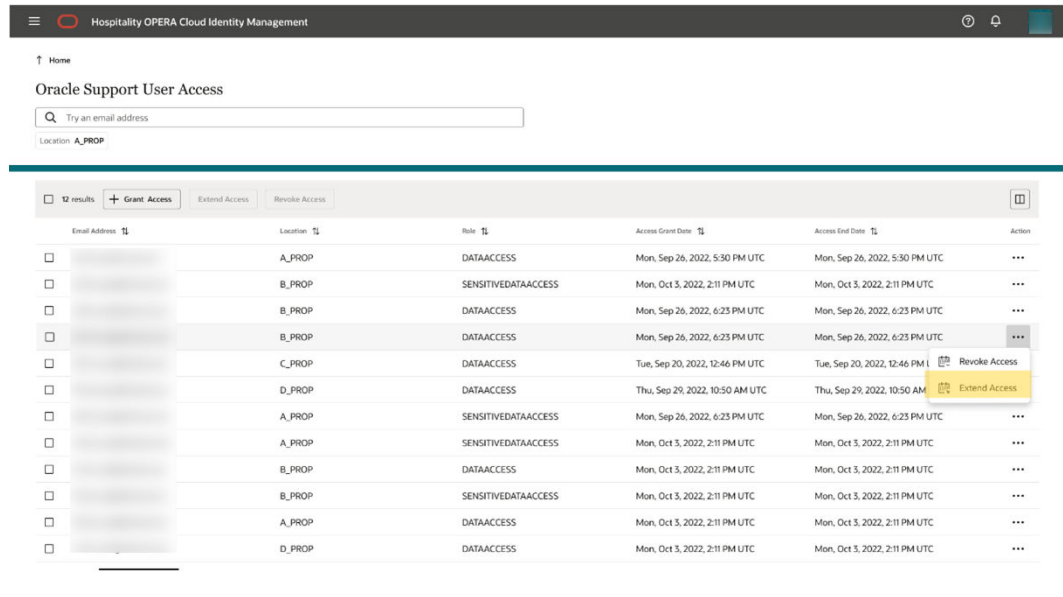 Hospitality OPERA Cloud Identity Management
↑ Home
Oracle Support User Access
Try an email address
Location A_PROP
12 results + Grant Access Extend Access Revoke Access
Email Address Location Role Access Grant Date Access End Date Action
A_PROP DATAACCESS Mon, Sep 26, 2022, 5:30 PM UTC Mon, Sep 26, 2022, 5:30 PM UTC ...
B_PROP SENSITIVEDATAACCESS Mon, Oct 3, 2022, 2:11 PM UTC Mon, Oct 3, 2022, 2:11 PM UTC ...
B_PROP DATAACCESS Mon, Sep 26, 2022, 6:23 PM UTC Mon, Sep 26, 2022, 6:23 PM UTC ...
B_PROP DATAACCESS Mon, Sep 26, 2022, 6:23 PM UTC Mon, Sep 26, 2022, 6:23 PM UTC ...
C_PROP DATAACCESS Tue, Sep 20, 2022, 12:46 PM UTC Tue, Sep 20, 2022, 12:46 PM Revoke Access
D_PROP DATAACCESS Thu, Sep 29, 2022, 10:50 AM UTC Thu, Sep 29, 2022, 10:50 AM Extend Access
A_PROP SENSITIVEDATAACCESS Mon, Sep 26, 2022, 6:23 PM UTC Mon, Sep 26, 2022, 6:23 PM UTC ...
A_PROP SENSITIVEDATAACCESS Mon, Oct 3, 2022, 2:11 PM UTC Mon, Oct 3, 2022, 2:11 PM UTC ...
B_PROP DATAACCESS Mon, Oct 3, 2022, 2:11 PM UTC Mon, Oct 3, 2022, 2:11 PM UTC ...
B_PROP SENSITIVEDATAACCESS Mon, Oct 3, 2022, 2:11 PM UTC Mon, Oct 3, 2022, 2:11 PM UTC ...
A_PROP DATAACCESS Mon, Oct 3, 2022, 2:11 PM UTC Mon, Oct 3, 2022, 2:11 PM UTC ...
D_PROP DATAACCESS Mon, Oct 3, 2022, 2:11 PM UTC Mon, Oct 3, 2022, 2:11 PM UTC ...